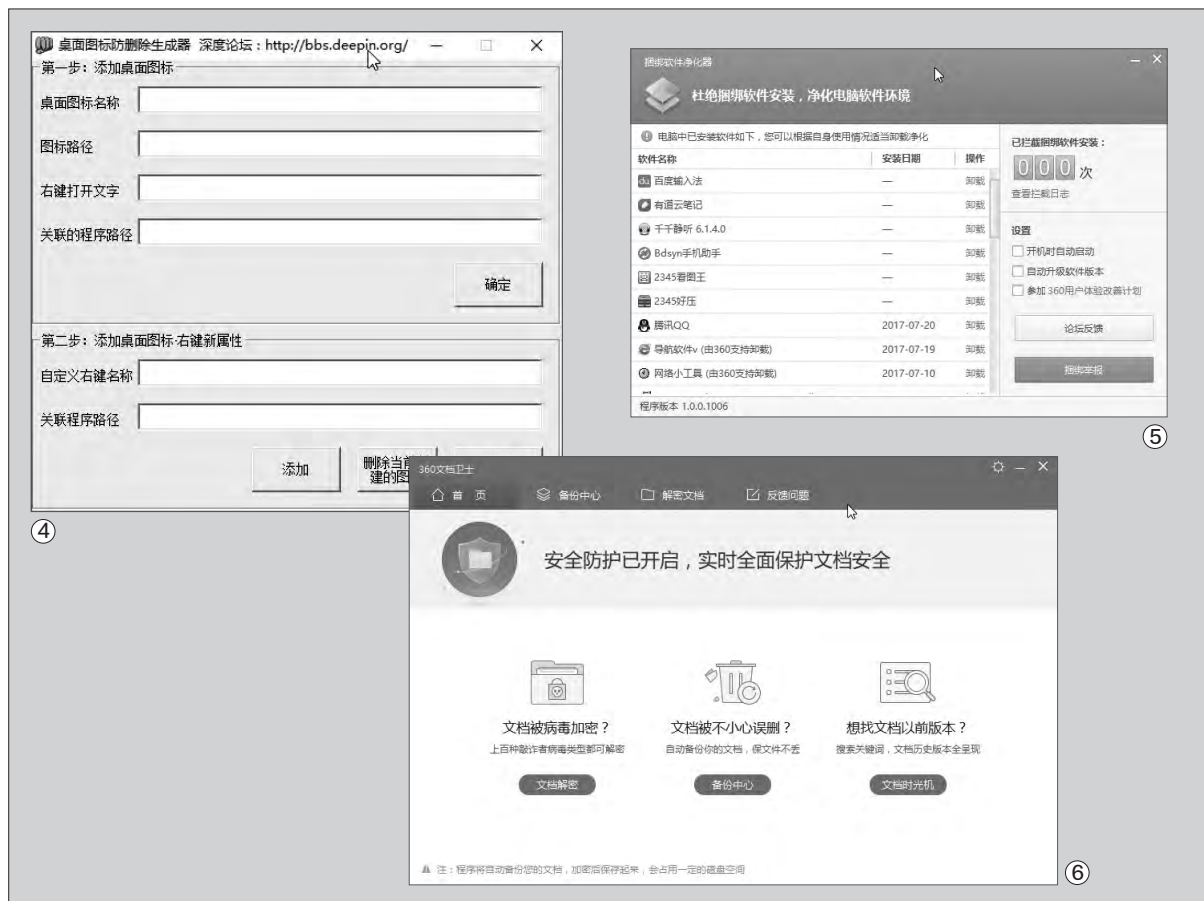 桌面图标防删除生成器 深度论坛：http://bbs.deepin.org/
第一步：添加桌面图标
桌面图标名称
图标路径
右键打开文字
关联的程序路径
确定
第二步：添加桌面图标·右键新属性
自定义右键名称
关联程序路径
添加
删除当前
建的图
④
捆绑软件净化器
杜绝捆绑软件安装，净化电脑软件环境
电脑中已安装软件如下，您可以根据自身使用情况适当卸载净化
软件名称 安装日期 操作
百度输入法 — 卸载
有道云笔记 — 卸载
千千静听 6.1.4.0 — 卸载
Bdsyn手机助手 — 卸载
2345看图王 — 卸载
2345好压 — 卸载
腾讯QQ 2017-07-20 卸载
导航软件v (由360支持卸载) 2017-07-19 卸载
网络小工具 (由360支持卸载) 2017-07-10 卸载
程序版本 1.0.0.1006
已拦截捆绑软件安装：
000 次
查看拦截日志
设置
开机时自动启动
自动升级软件版本
参加 360用户体验改善计划
论坛反馈
捆绑举报
⑤
360文档卫士
首 页 备份中心 解密文档 反馈问题
安全防护已开启，实时全面保护文档安全
文档被病毒加密？ 文档被不小心误删？ 想找文档以前版本？
上百种敲诈者病毒类型都可解密 自动备份你的文档，保文件不丢 搜索关键词，文档历史版本全呈现
文档解密 备份中心 文档时光机
注：程序将自动备份您的文档，加密后保存起来，会占用一定的磁盘空间
⑥